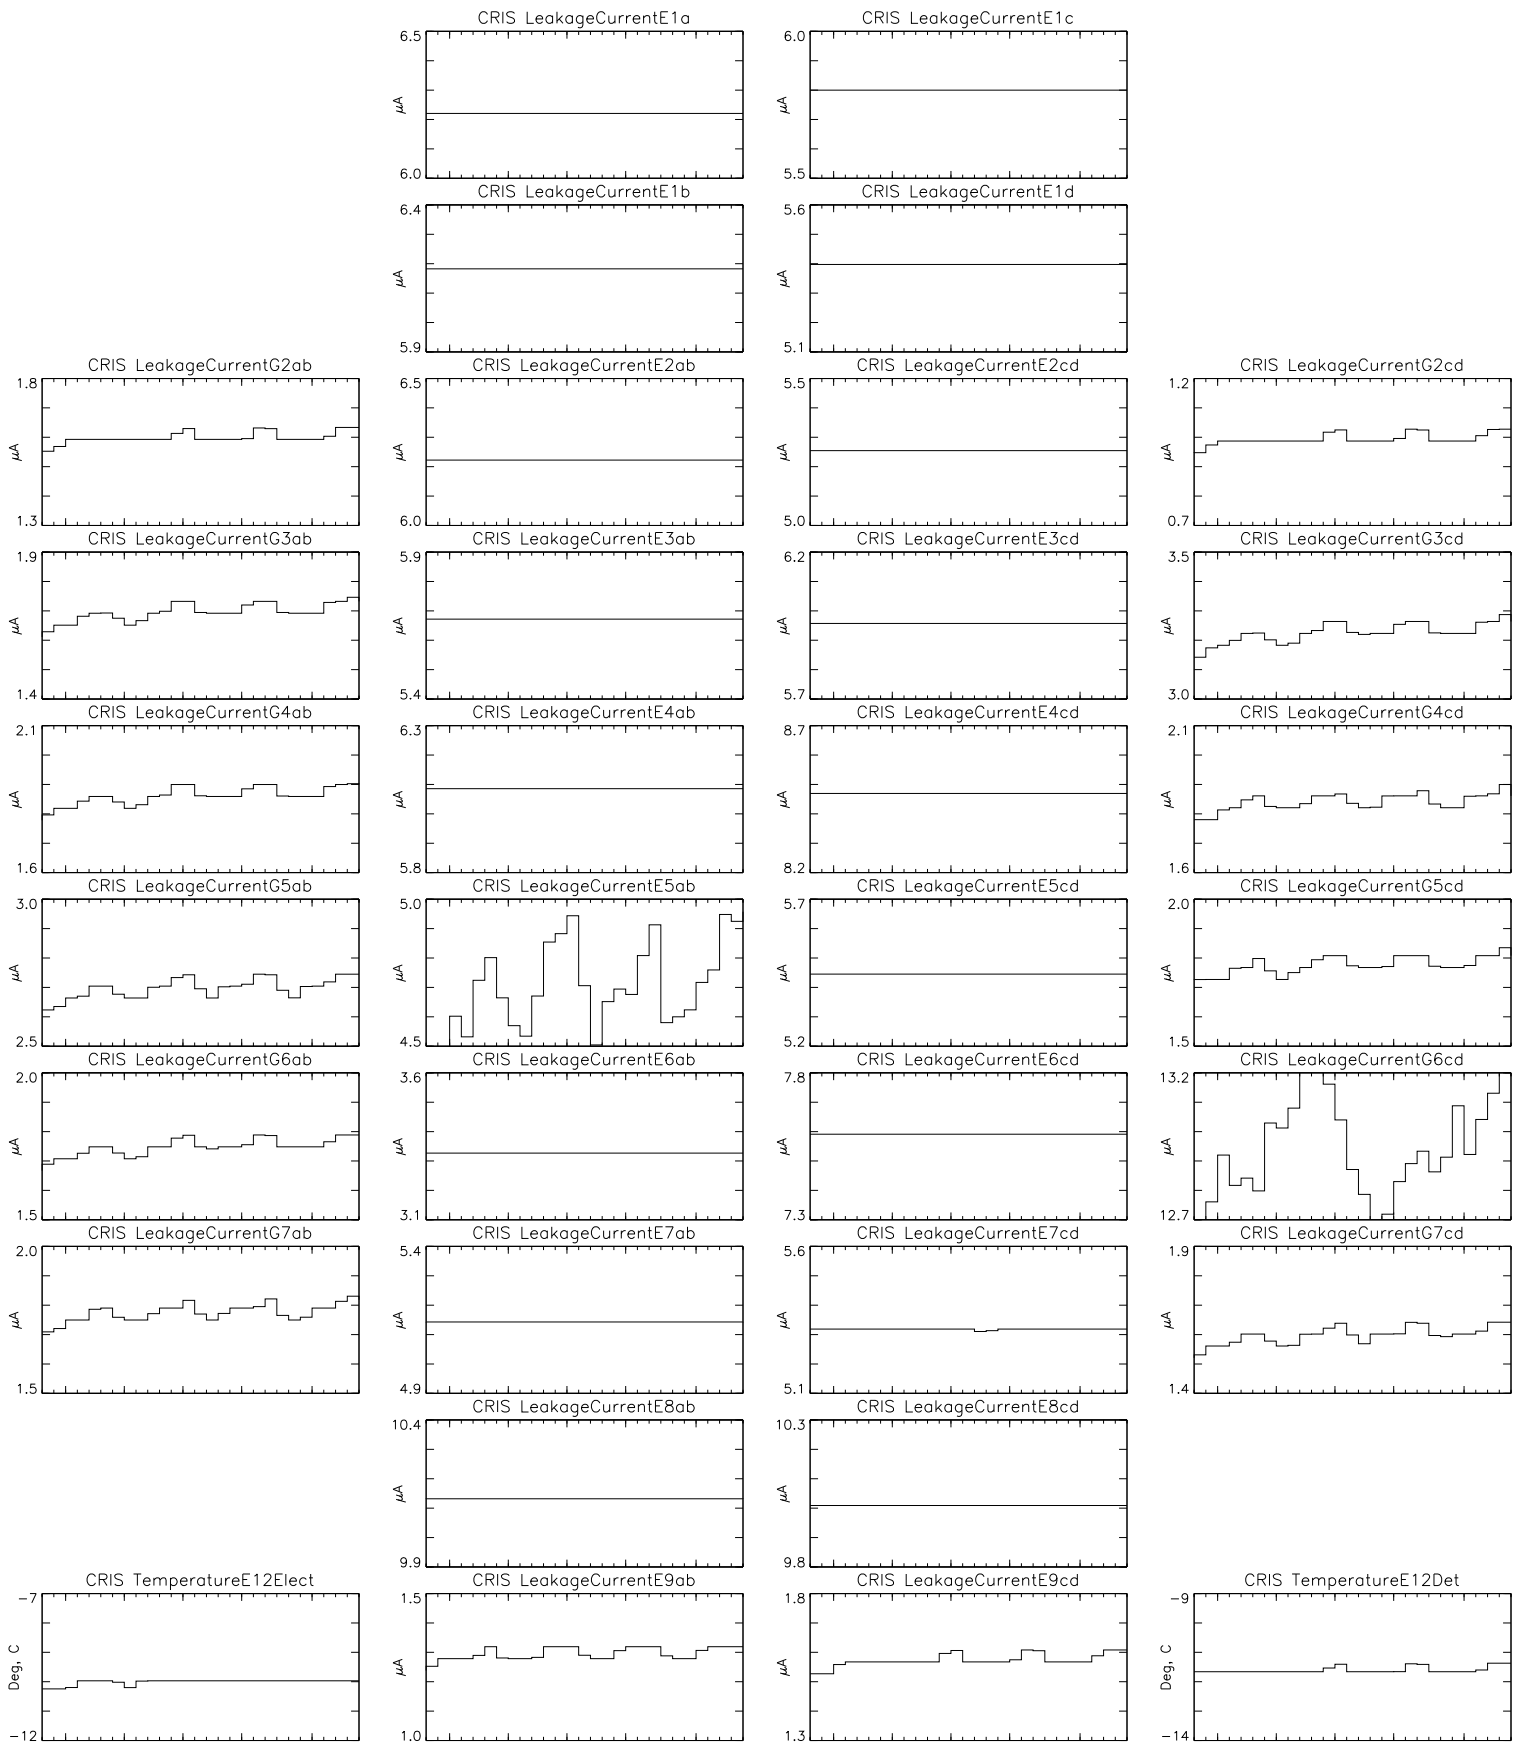 CRIS LeakageCurrentE1a
6.5
μA
6.0
CRIS LeakageCurrentE1c
6.0
μA
5.5
CRIS LeakageCurrentE1b
6.4
μA
5.9
CRIS LeakageCurrentE1d
5.6
μA
5.1
CRIS LeakageCurrentG2ab
1.8
μA
1.3
CRIS LeakageCurrentE2ab
6.5
μA
6.0
CRIS LeakageCurrentE2cd
5.5
μA
5.0
CRIS LeakageCurrentG2cd
1.2
μA
0.7
CRIS LeakageCurrentG3ab
1.9
μA
1.4
CRIS LeakageCurrentE3ab
5.9
μA
5.4
CRIS LeakageCurrentE3cd
6.2
μA
5.7
CRIS LeakageCurrentG3cd
3.5
μA
3.0
CRIS LeakageCurrentG4ab
2.1
μA
1.6
CRIS LeakageCurrentE4ab
6.3
μA
5.8
CRIS LeakageCurrentE4cd
8.7
μA
8.2
CRIS LeakageCurrentG4cd
2.1
μA
1.6
CRIS LeakageCurrentG5ab
3.0
μA
2.5
CRIS LeakageCurrentE5ab
5.0
μA
4.5
CRIS LeakageCurrentE5cd
5.7
μA
5.2
CRIS LeakageCurrentG5cd
2.0
μA
1.5
CRIS LeakageCurrentG6ab
2.0
μA
1.5
CRIS LeakageCurrentE6ab
3.6
μA
3.1
CRIS LeakageCurrentE6cd
7.8
μA
7.3
CRIS LeakageCurrentG6cd
13.2
μA
12.7
CRIS LeakageCurrentG7ab
2.0
μA
1.5
CRIS LeakageCurrentE7ab
5.4
μA
4.9
CRIS LeakageCurrentE7cd
5.6
μA
5.1
CRIS LeakageCurrentG7cd
1.9
μA
1.4
CRIS LeakageCurrentE8ab
10.4
μA
9.9
CRIS LeakageCurrentE8cd
10.3
μA
9.8
CRIS TemperatureE12Elect
-7
Deg, C
-12
CRIS LeakageCurrentE9ab
1.5
μA
1.0
CRIS LeakageCurrentE9cd
1.8
μA
1.3
CRIS TemperatureE12Det
-9
Deg, C
-14